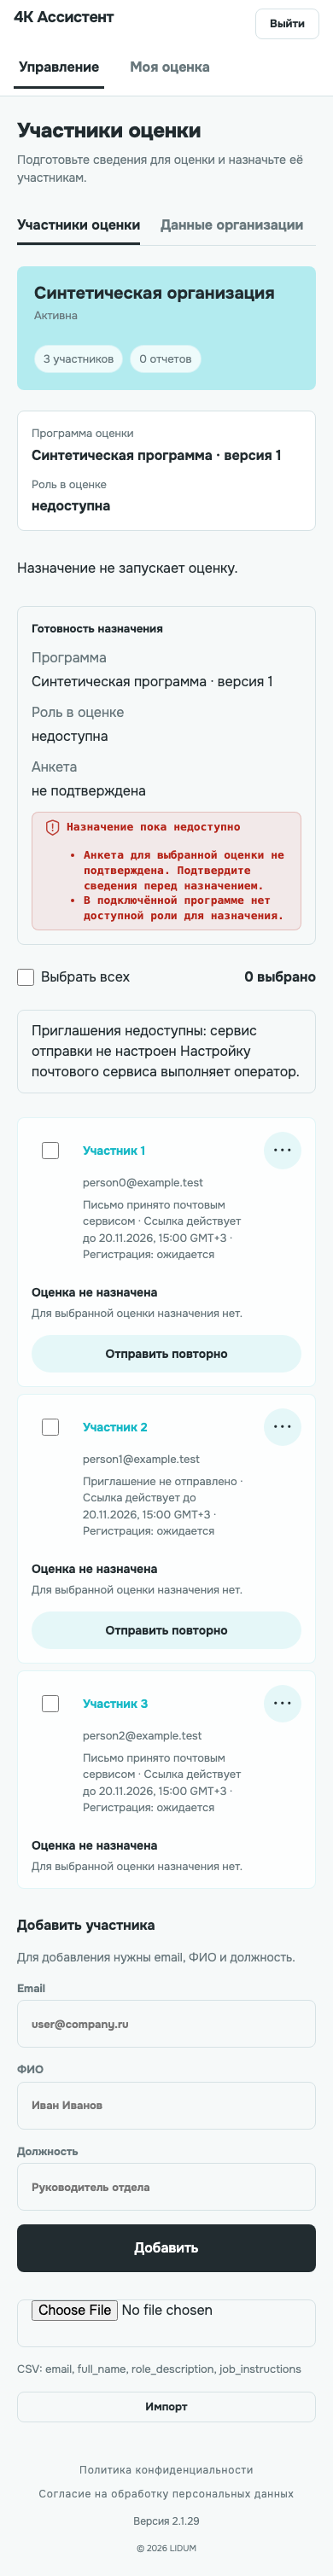 4К Ассистент
Выйти
Управление
Моя оценка
Участники оценки
Подготовьте сведения для оценки и назначьте её
участникам.
Участники оценки
Данные организации
Синтетическая организация
Активна
3 участников
0 отчетов
Программа оценки
Синтетическая программа · версия 1
Роль в оценке
недоступна
Назначение не запускает оценку.
Готовность назначения
Программа
Синтетическая программа · версия 1
Роль в оценке
недоступна
Анкета
не подтверждена
Назначение пока недоступно
• Анкета для выбранной оценки не
подтверждена. Подтвердите
сведения перед назначением.
• В подключённой программе нет
доступной роли для назначения.
Выбрать всех
0 выбрано
Приглашения недоступны: сервис
отправки не настроен Настройку
почтового сервиса выполняет оператор.
Участник 1
person0@example.test
Письмо принято почтовым
сервисом · Ссылка действует
до 20.11.2026, 15:00 GMT+3 ·
Регистрация: ожидается
Оценка не назначена
Для выбранной оценки назначения нет.
Отправить повторно
Участник 2
person1@example.test
Приглашение не отправлено ·
Ссылка действует до
20.11.2026, 15:00 GMT+3 ·
Регистрация: ожидается
Оценка не назначена
Для выбранной оценки назначения нет.
Отправить повторно
Участник 3
person2@example.test
Письмо принято почтовым
сервисом · Ссылка действует
до 20.11.2026, 15:00 GMT+3 ·
Регистрация: ожидается
Оценка не назначена
Для выбранной оценки назначения нет.
Добавить участника
Для добавления нужны email, ФИО и должность.
Email
user@company.ru
ФИО
Иван Иванов
Должность
Руководитель отдела
Добавить
Choose File No file chosen
CSV: email, full_name, role_description, job_instructions
Импорт
Политика конфиденциальности
Согласие на обработку персональных данных
Версия 2.1.29
© 2026 LIDUM